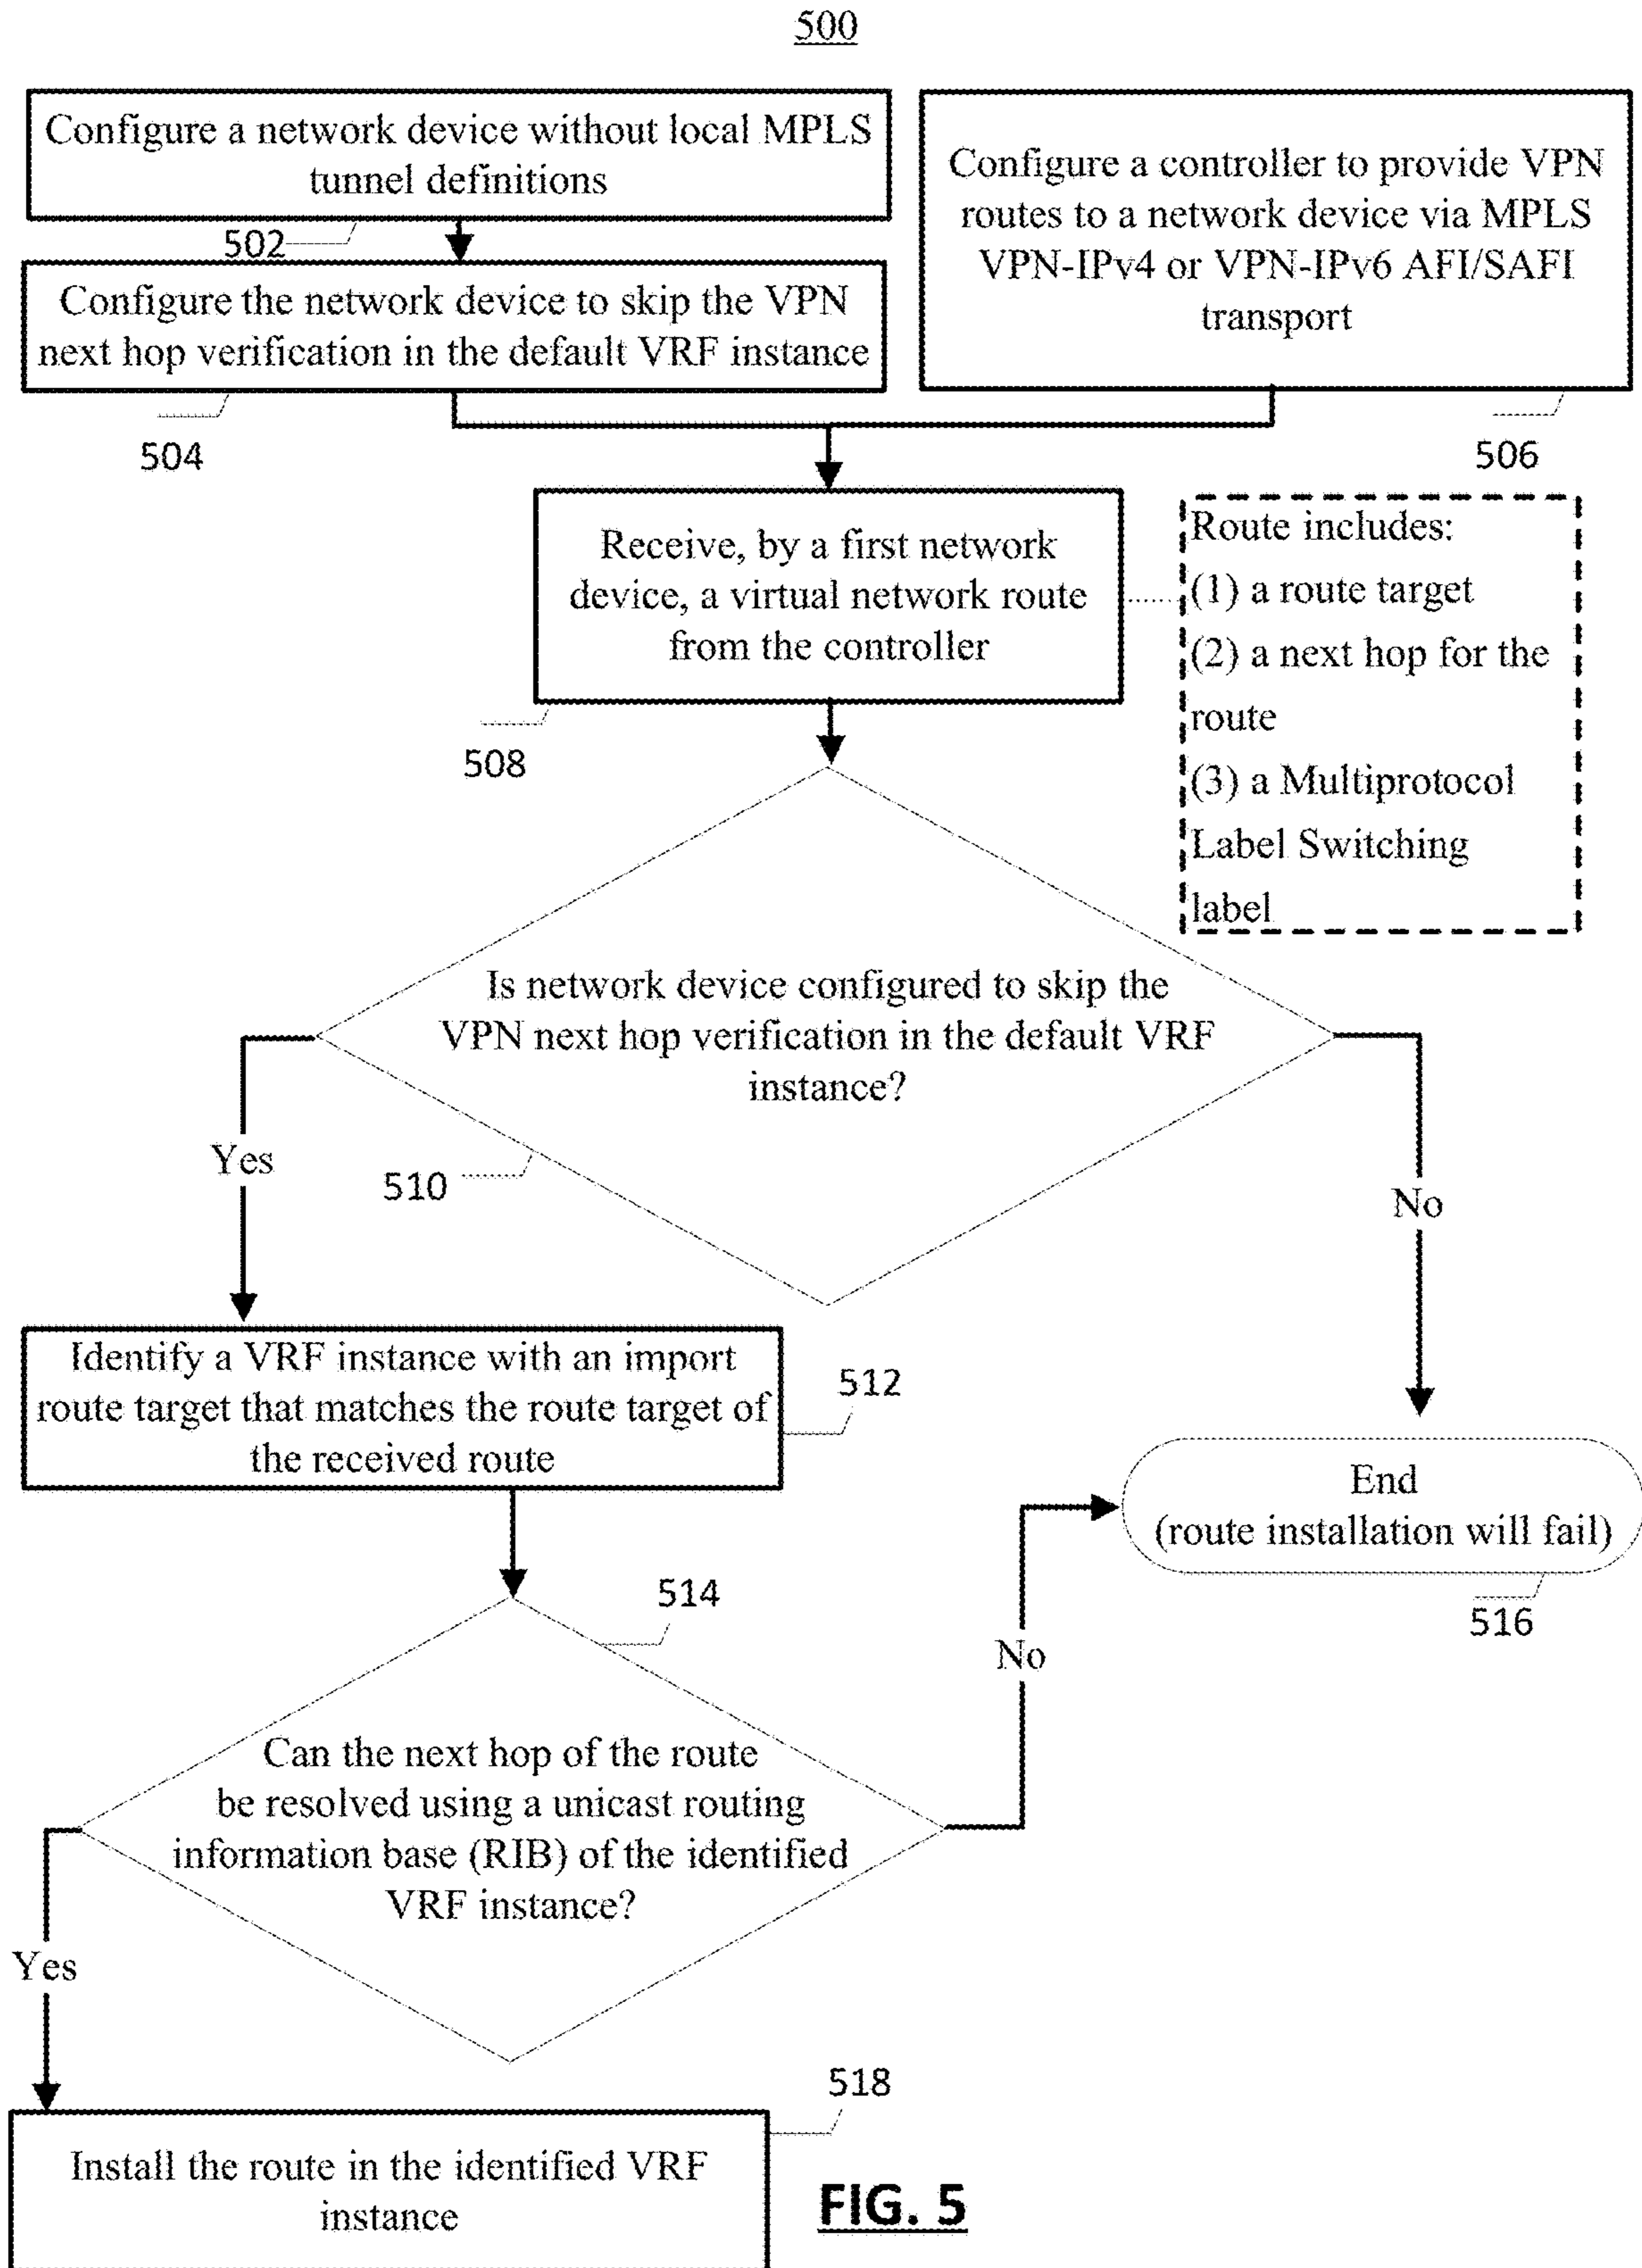 500
Configure a network device without local MPLS
tunnel definitions
502
Configure the network device to skip the VPN
next hop verification in the default VRF instance
504
Configure a controller to provide VPN
routes to a network device via MPLS
VPN-IPv4 or VPN-IPv6 AFI/SAFI
transport
506
Receive, by a first network
device, a virtual network route
from the controller
508
Route includes:
(1) a route target
(2) a next hop for the
route
(3) a Multiprotocol
Label Switching
label
Is network device configured to skip the
VPN next hop verification in the default VRF
instance?
510
Yes
No
Identify a VRF instance with an import
route target that matches the route target of
the received route
512
End
(route installation will fail)
516
514
No
Can the next hop of the route
be resolved using a unicast routing
information base (RIB) of the identified
VRF instance?
Yes
518
Install the route in the identified VRF
instance
FIG. 5